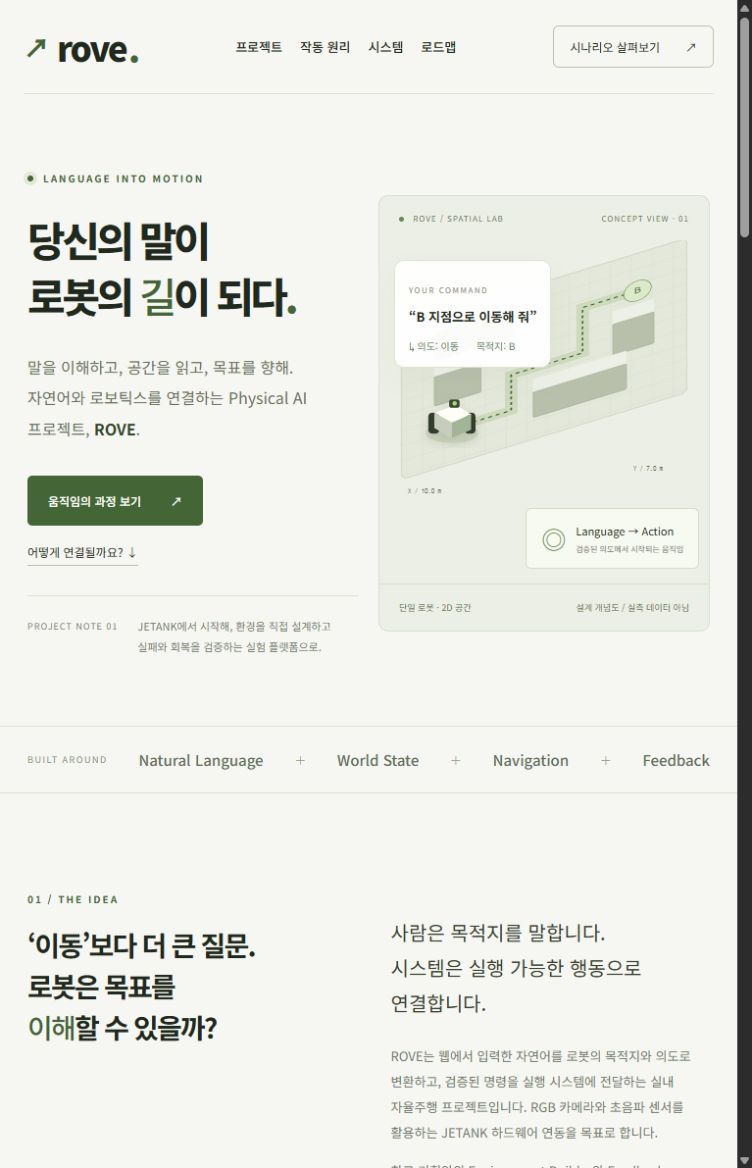 ↗ rove.
프로젝트 작동 원리 시스템 로드맵
시나리오 살펴보기 ↗
LANGUAGE INTO MOTION
당신의 말이
로봇의 길이 되다.
말을 이해하고, 공간을 읽고, 목표를 향해.
자연어와 로보틱스를 연결하는 Physical AI
프로젝트, ROVE.
움직임의 과정 보기 ↗
어떻게 연결될까요? ↓
PROJECT NOTE 01
JETANK에서 시작해, 환경을 직접 설계하고
실패와 회복을 검증하는 실험 플랫폼으로.
ROVE / SPATIAL LAB
CONCEPT VIEW · 01
YOUR COMMAND
“B 지점으로 이동해 줘”
↳ 의도: 이동 목적지: B
B
Y / 7.0 m
X / 10.0 m
Language → Action
검증된 의도에서 시작되는 움직임
단일 로봇 · 2D 공간
설계 개념도 / 실측 데이터 아님
BUILT AROUND
Natural Language + World State + Navigation + Feedback
01 / THE IDEA
‘이동’보다 더 큰 질문.
로봇은 목표를
이해할 수 있을까?
사람은 목적지를 말합니다.
시스템은 실행 가능한 행동으로
연결합니다.
ROVE는 웹에서 입력한 자연어를 로봇의 목적지와 의도로
변환하고, 검증된 명령을 실행 시스템에 전달하는 실내
자율주행 프로젝트입니다. RGB 카메라와 초음파 센서를
활용하는 JETANK 하드웨어 연동을 목표로 합니다.